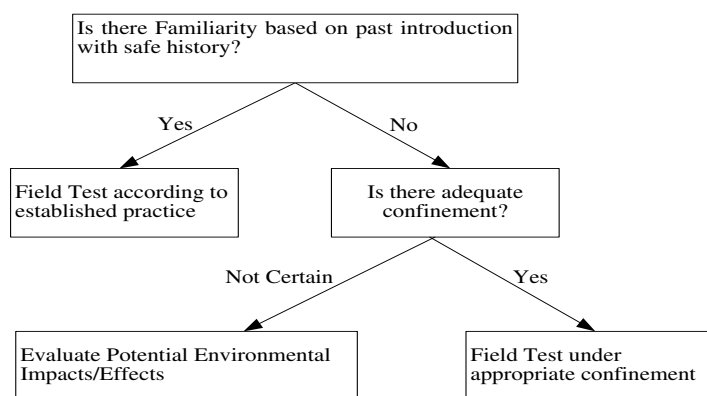 Is there Familiarity based on past introduction
with safe history?
Yes
No
Field Test according to
established practice
Is there adequate
confinement?
Not Certain
Yes
Evaluate Potential Environmental
Impacts/Effects
Field Test under
appropriate confinement